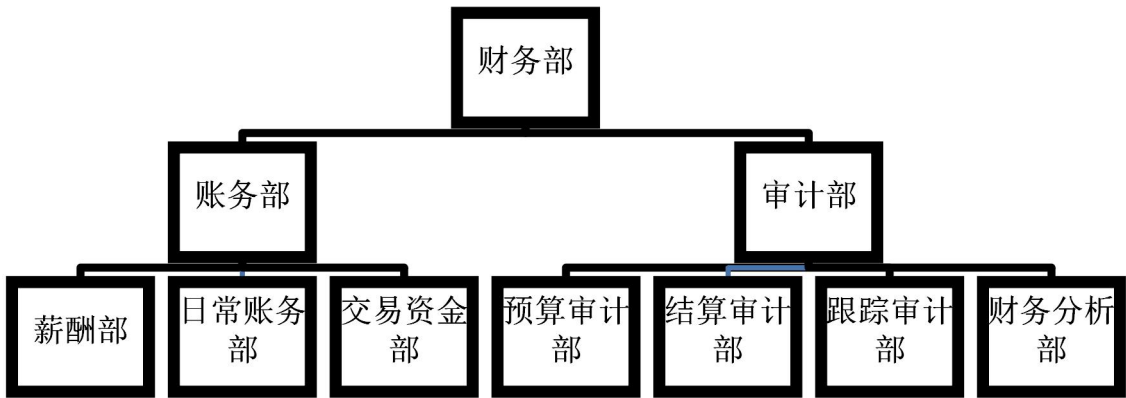 财务部
账务部
审计部
薪酬部
日常账务
部
交易资金
部
预算审计
部
结算审计
部
跟踪审计
部
财务分析
部